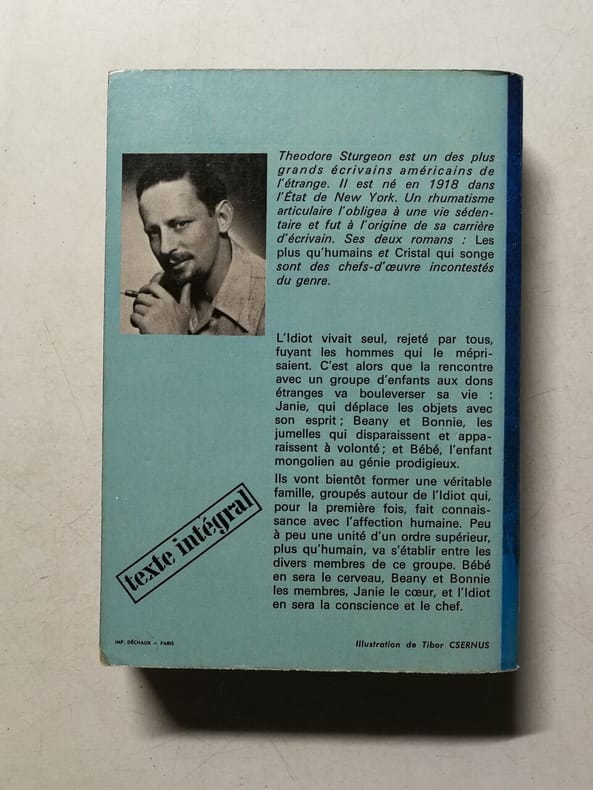 Theodore Sturgeon est un des plus
grands écrivains américains de
l'étrange. Il est né en 1918 dans
l'État de New York. Un rhumatisme
articulaire l'obligea à une vie séden-
taire et fut à l'origine de sa carrière
d'écrivain. Ses deux romans : Les
plus qu'humains et Cristal qui songe
sont des chefs-d'œuvre incontestés
du genre.
L'Idiot vivait seul, rejeté par tous,
fuyant les hommes qui le mépri-
saient. C'est alors que la rencontre
avec un groupe d'enfants aux dons
étranges va bouleverser sa vie :
Janie, qui déplace les objets avec
son esprit ; Beany et Bonnie, les
jumelles qui disparaissent et appa-
raissent à volonté ; et Bébé, l'enfant
mongolien au génie prodigieux.
Ils vont bientôt former une véritable
famille, groupés autour de l'Idiot qui,
pour la première fois, fait connais-
sance avec l'affection humaine. Peu
à peu une unité d'un ordre supérieur,
plus qu'humain, va s'établir entre les
divers membres de ce groupe. Bébé
en sera le cerveau, Beany et Bonnie
les membres, Janie le cœur, et l'Idiot
en sera la conscience et le chef.
texte intégral
IMP. DÉCHAUX – PARIS
Illustration de Tibor CSERNUS